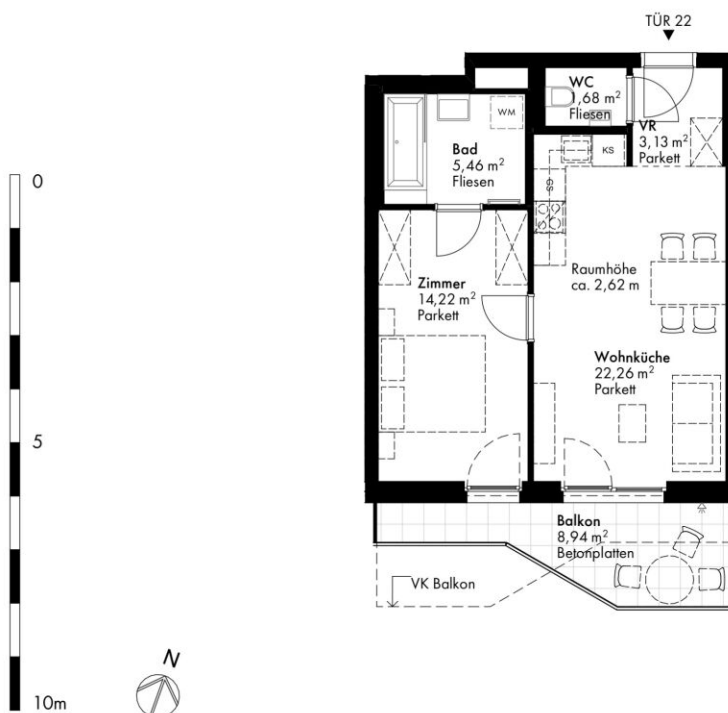 TÜR 22
WC
1,68 m²
Fliesen
VR
3,13 m²
Parkett
WM
KS
GS
Bad
5,46 m²
Fliesen
0
Raumhöhe
ca. 2,62 m
Zimmer
14,22 m²
Parkett
Wohnküche
22,26 m²
Parkett
5
Balkon
8,94 m²
Betonplatten
VK Balkon
N
10m